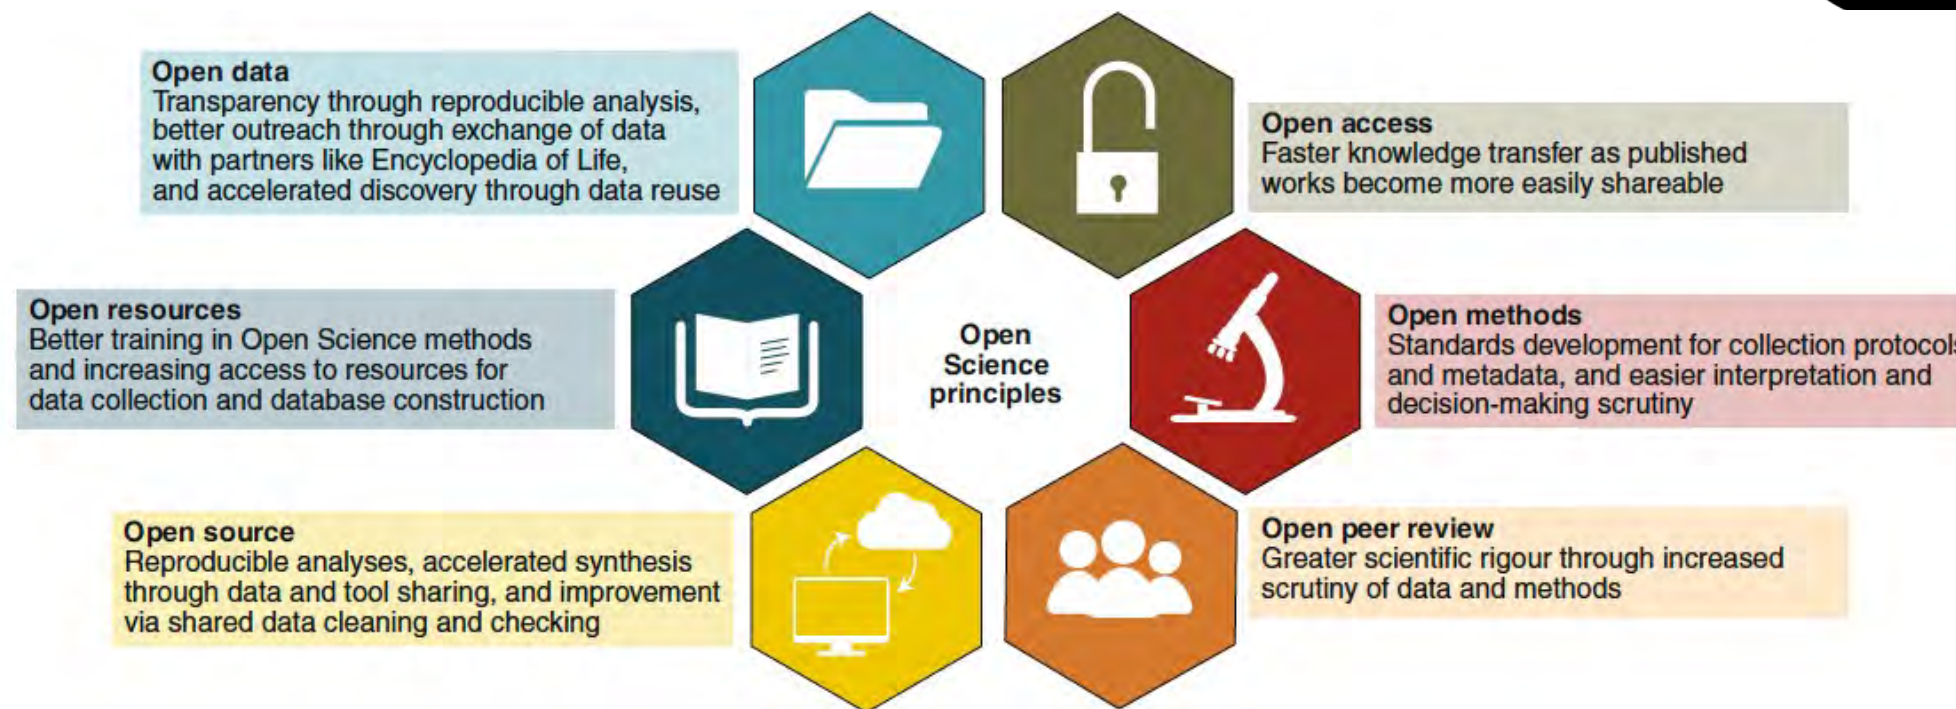 Open data
Transparency through reproducible analysis,
better outreach through exchange of data
with partners like Encyclopedia of Life,
and accelerated discovery through data reuse
Open access
Faster knowledge transfer as published
works become more easily shareable
Open resources
Better training in Open Science methods
and increasing access to resources for
data collection and database construction
Open
Science
principles
Open methods
Standards development for collection protocols
and metadata, and easier interpretation and
decision-making scrutiny
Open source
Reproducible analyses, accelerated synthesis
through data and tool sharing, and improvement
via shared data cleaning and checking
Open peer review
Greater scientific rigour through increased
scrutiny of data and methods